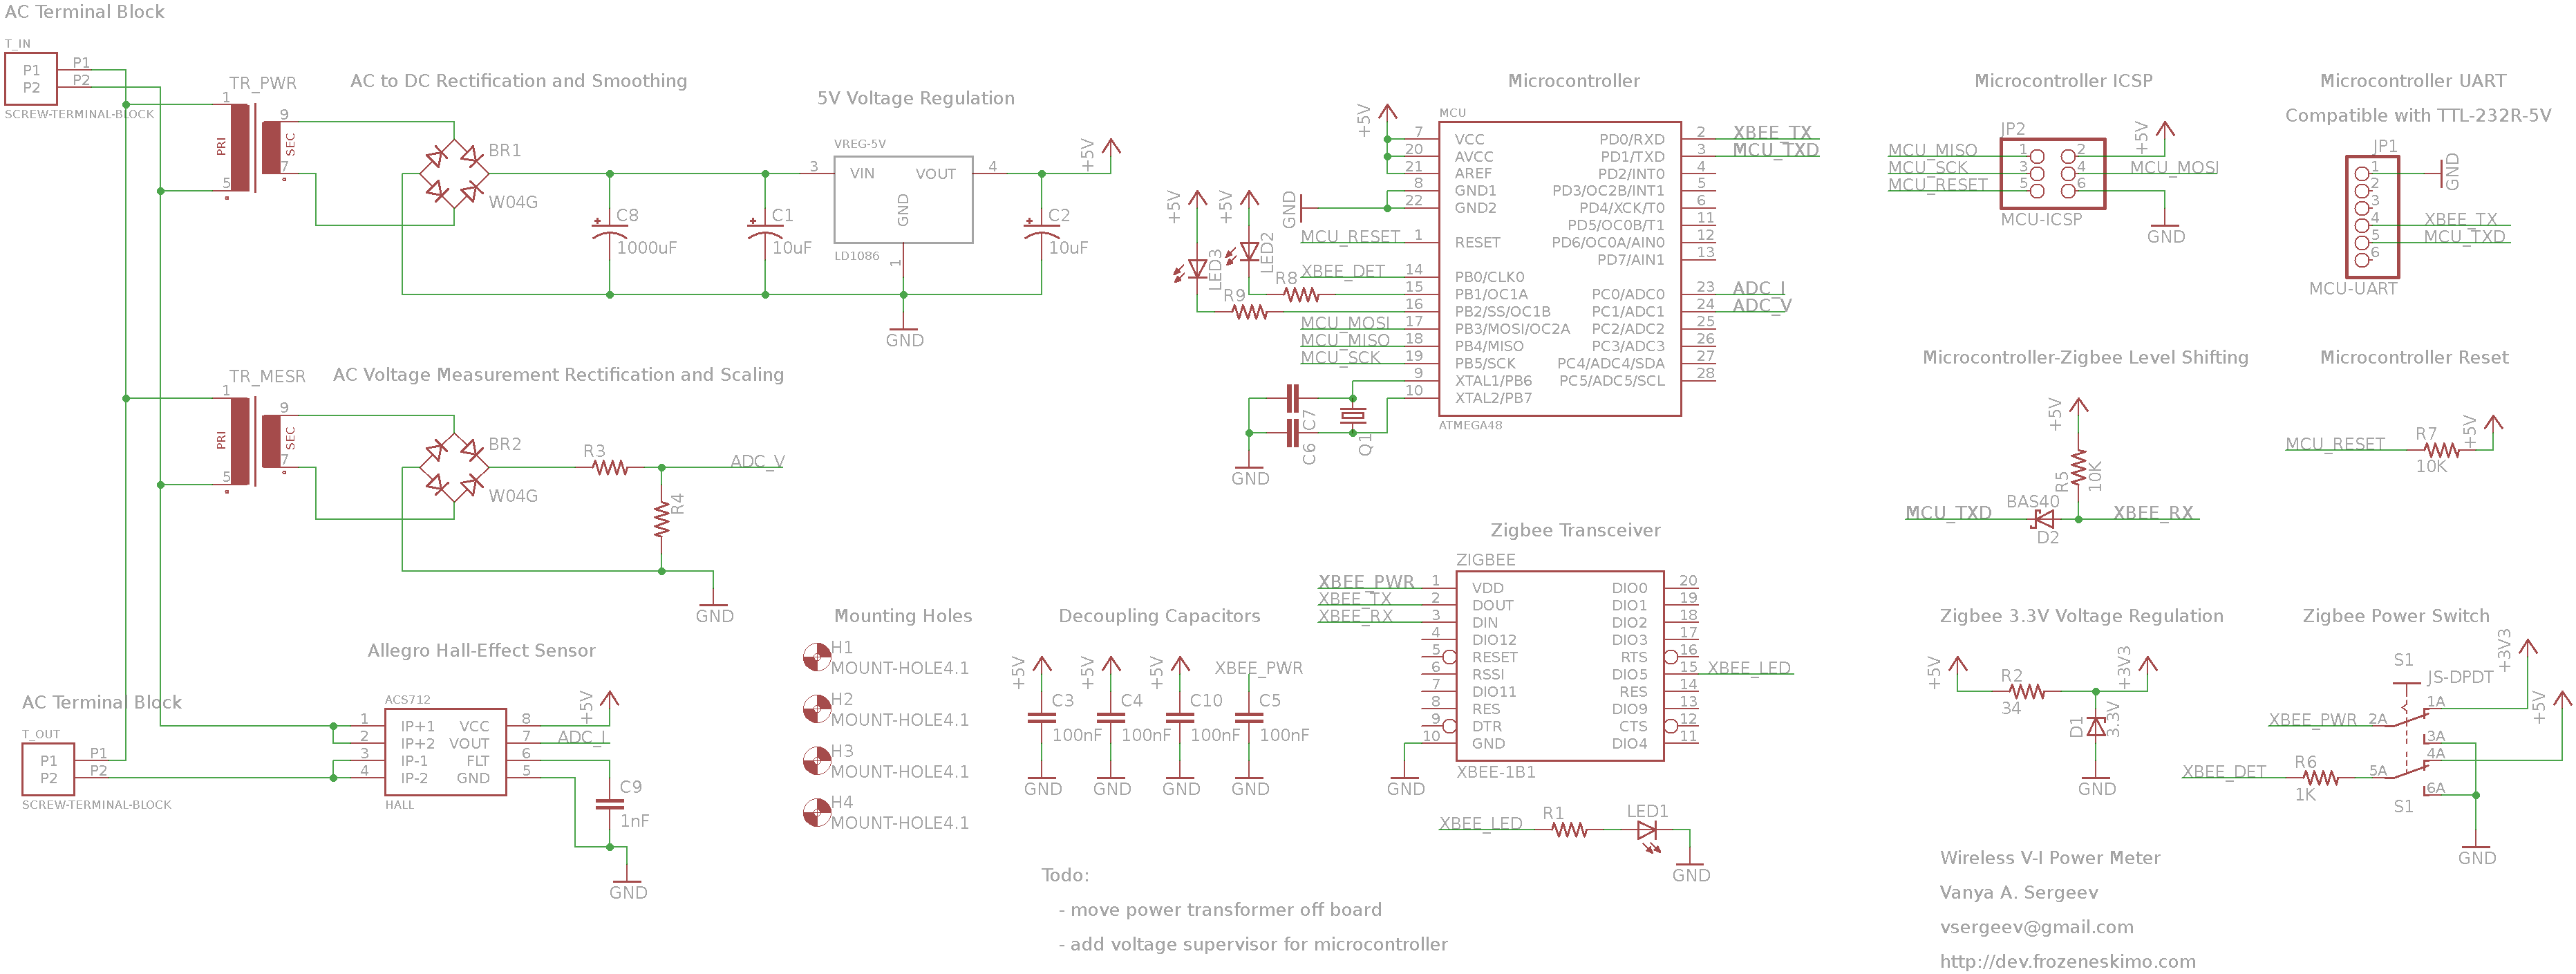 AC Terminal Block
T_IN
P1
P2
P1
P2
SCREW-TERMINAL-BLOCK
TR_PWR
1
5
PRI
SEC
9
7
AC to DC Rectification and Smoothing
BR1
W04G
C8
1000uF
C1
10uF
5V Voltage Regulation
VREG-5V
3
VIN
VOUT
4
GND
1
LD1086
C2
10uF
+5V
GND
TR_MESR
1
5
PRI
SEC
9
7
AC Voltage Measurement Rectification and Scaling
BR2
W04G
R3
ADC_V
R4
GND
Allegro Hall-Effect Sensor
AC Terminal Block
T_OUT
P1
P2
P1
P2
SCREW-TERMINAL-BLOCK
ACS712
1 IP+1 VCC 8
2 IP+2 VOUT 7
3 IP-1 FLT 6
4 IP-2 GND 5
HALL
+5V
ADC_I
C9
1nF
GND
Mounting Holes
H1
MOUNT-HOLE4.1
H2
MOUNT-HOLE4.1
H3
MOUNT-HOLE4.1
H4
MOUNT-HOLE4.1
Decoupling Capacitors
+5V
+5V
+5V
XBEE_PWR
C3
100nF
C4
100nF
C10
100nF
C5
100nF
GND
GND
GND
GND
Todo:
- move power transformer off board
- add voltage supervisor for microcontroller
Microcontroller
+5V
MCU
7 VCC PD0/RXD 2 XBEE_TX
20 AVCC PD1/TXD 3 MCU_TXD
21 AREF PD2/INT0 4
8 GND1 PD3/OC2B/INT1 5
22 GND2 PD4/XCK/T0 6
PD5/OC0B/T1 11
MCU_RESET 1 RESET PD6/OC0A/AIN0 12
PD7/AIN1 13
XBEE_DET 14 PB0/CLK0
15 PB1/OC1A PC0/ADC0 23 ADC_I
16 PB2/SS/OC1B PC1/ADC1 24 ADC_V
MCU_MOSI 17 PB3/MOSI/OC2A PC2/ADC2 25
MCU_MISO 18 PB4/MISO PC3/ADC3 26
MCU_SCK 19 PB5/SCK PC4/ADC4/SDA 27
9 XTAL1/PB6 PC5/ADC5/SCL 28
10 XTAL2/PB7
ATMEGA48
GND
+5V
+5V
LED3
LED2
R8
R9
C7
C6
Q1
GND
Zigbee Transceiver
ZIGBEE
XBEE_PWR 1 VDD DIO0 20
XBEE_TX 2 DOUT DIO1 19
XBEE_RX 3 DIN DIO2 18
4 DIO12 DIO3 17
5 RESET RTS 16
6 RSSI DIO5 15 XBEE_LED
7 DIO11 RES 14
8 RES DIO9 13
9 DTR CTS 12
10 GND DIO4 11
XBEE-1B1
GND
XBEE_LED
R1
LED1
GND
Microcontroller ICSP
JP2
MCU_MISO 1 2 +5V
MCU_SCK 3 4 MCU_MOSI
MCU_RESET 5 6
MCU-ICSP
GND
Microcontroller UART
Compatible with TTL-232R-5V
JP1
1 GND
2
3
4 XBEE_TX
5 MCU_TXD
6
MCU-UART
Microcontroller-Zigbee Level Shifting
+5V
R5
10K
BAS40
MCU_TXD
XBEE_RX
D2
Microcontroller Reset
MCU_RESET
R7
10K
+5V
Zigbee 3.3V Voltage Regulation
+5V
R2
34
+3V3
D1
3.3V
GND
Zigbee Power Switch
+3V3
+5V
S1
JS-DPDT
XBEE_PWR
2A
1A
3A
4A
XBEE_DET
R6
1K
5A
6A
S1
GND
Wireless V-I Power Meter
Vanya A. Sergeev
vsergeev@gmail.com
http://dev.frozeneskimo.com